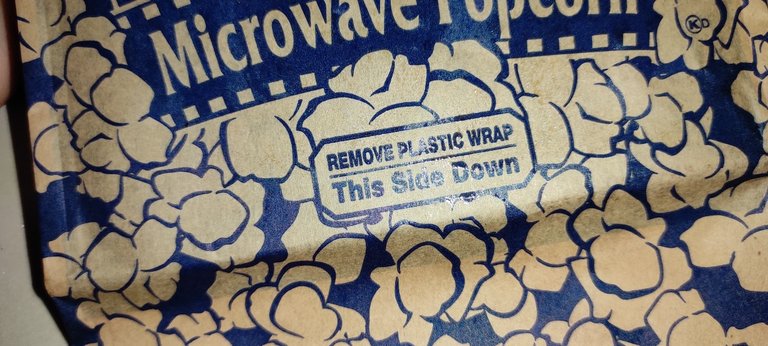 Microwave Popcorn
K D
REMOVE PLASTIC WRAP
This Side Down